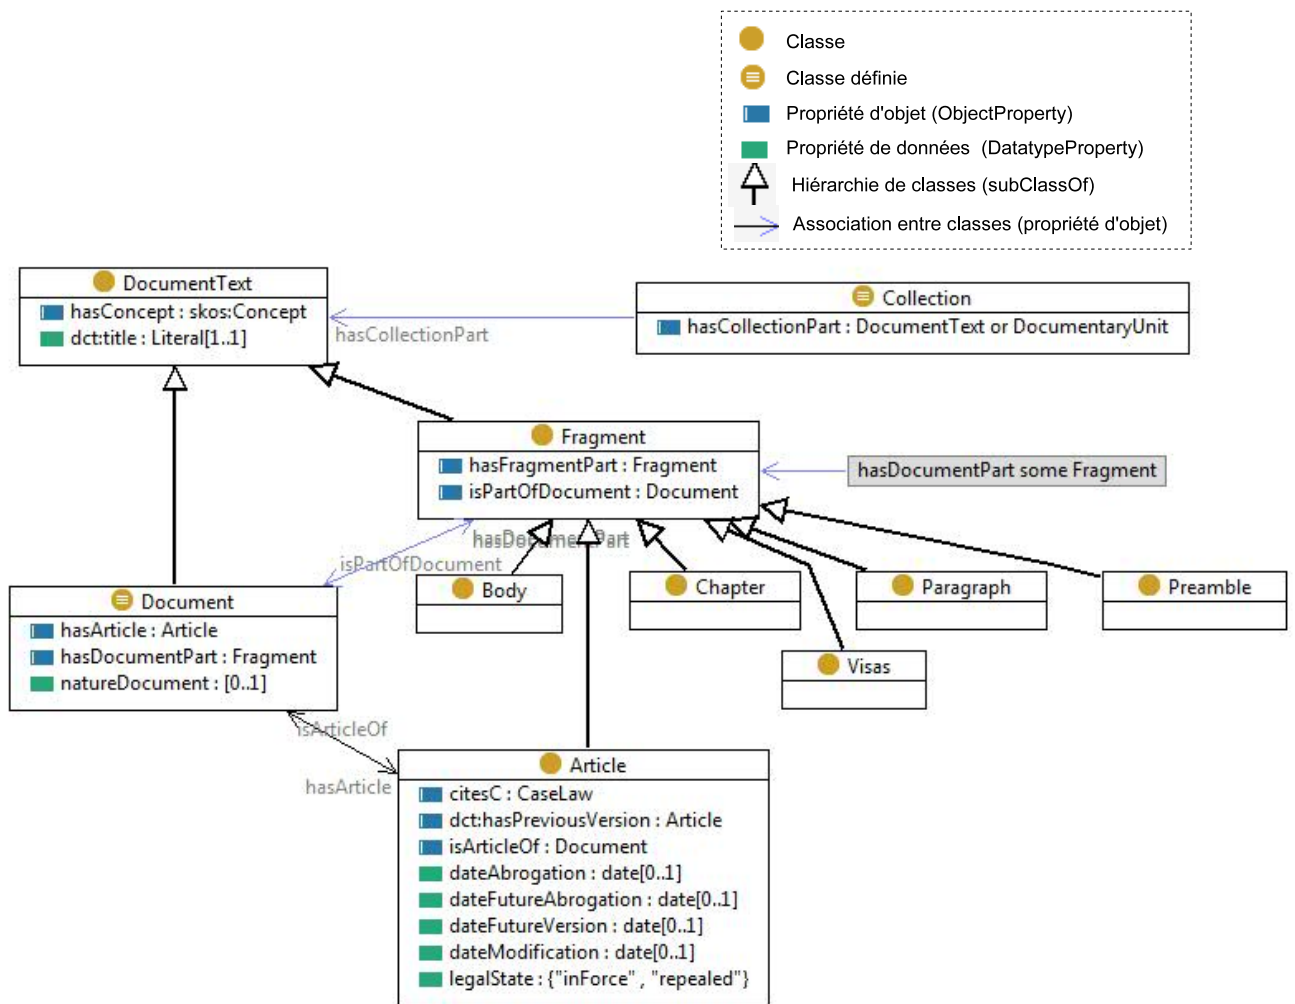 Classe
Classe définie
Propriété d'objet (ObjectProperty)
Propriété de données (DatatypeProperty)
Hiérarchie de classes (subClassOf)
Association entre classes (propriété d'objet)
DocumentText
hasConcept : skos:Concept
dct:title : Literal[1..1]
hasCollectionPart
Collection
hasCollectionPart : DocumentText or DocumentaryUnit
Fragment
hasFragmentPart : Fragment
isPartOfDocument : Document
hasDocumentPart some Fragment
hasDocumentPart
isPartOfDocument
Body
Chapter
Paragraph
Preamble
Visas
Document
hasArticle : Article
hasDocumentPart : Fragment
natureDocument : [0..1]
isArticleOf
hasArticle
Article
citesC : CaseLaw
dct:hasPreviousVersion : Article
isArticleOf : Document
dateAbrogation : date[0..1]
dateFutureAbrogation : date[0..1]
dateFutureVersion : date[0..1]
dateModification : date[0..1]
legalState : {"inForce" , "repealed"}